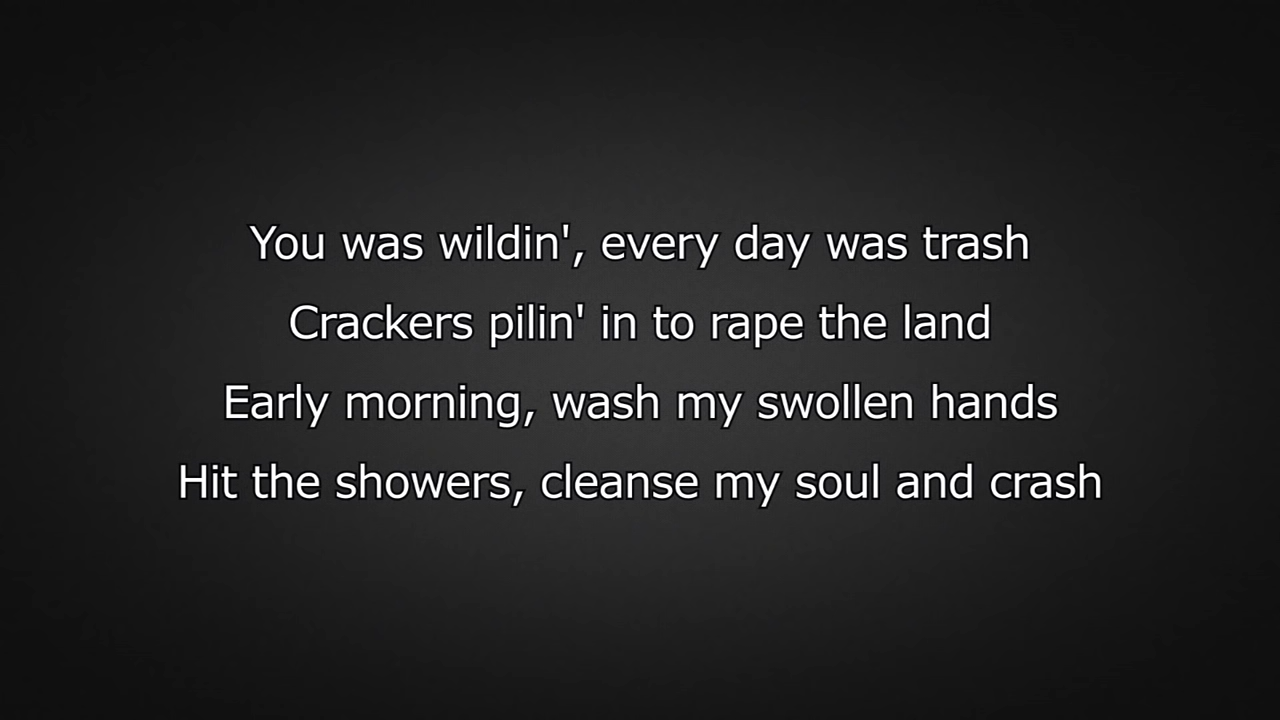 You was wildin', every day was trash
Crackers pilin' in to rape the land
Early morning, wash my swollen hands
Hit the showers, cleanse my soul and crash